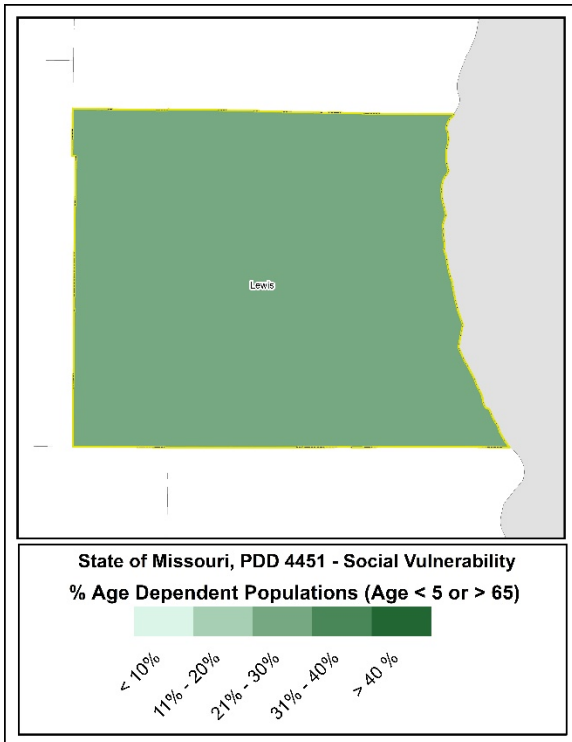 Lewis
State of Missouri, PDD 4451 - Social Vulnerability
% Age Dependent Populations (Age < 5 or > 65)
< 10%
11% - 20%
21% - 30%
31% - 40%
> 40 %